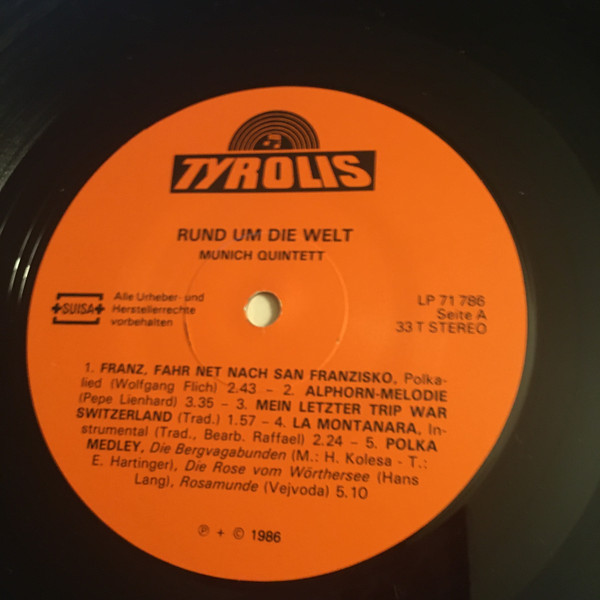 TYROLIS
RUND UM DIE WELT
MUNICH QUINTETT
+SUISA+
Alle Urheber- und
Herstellerrechte
vorbehalten
LP 71 786
Seite A
33 T STEREO
1. FRANZ, FAHR NET NACH SAN FRANZISKO, Polka-
lied (Wolfgang Flich) 2.43 – 2. ALPHORN-MELODIE
(Pepe Lienhard) 3.35 – 3. MEIN LETZTER TRIP WAR
SWITZERLAND (Trad.) 1.57 – 4. LA MONTANARA, In-
strumental (Trad., Bearb. Raffael) 2.24 – 5. POLKA
MEDLEY, Die Bergvagabunden (M.: H. Kolesa - T.:
E. Hartinger), Die Rose vom Wörthersee (Hans
Lang), Rosamunde (Vejvoda) 5.10
℗ + © 1986